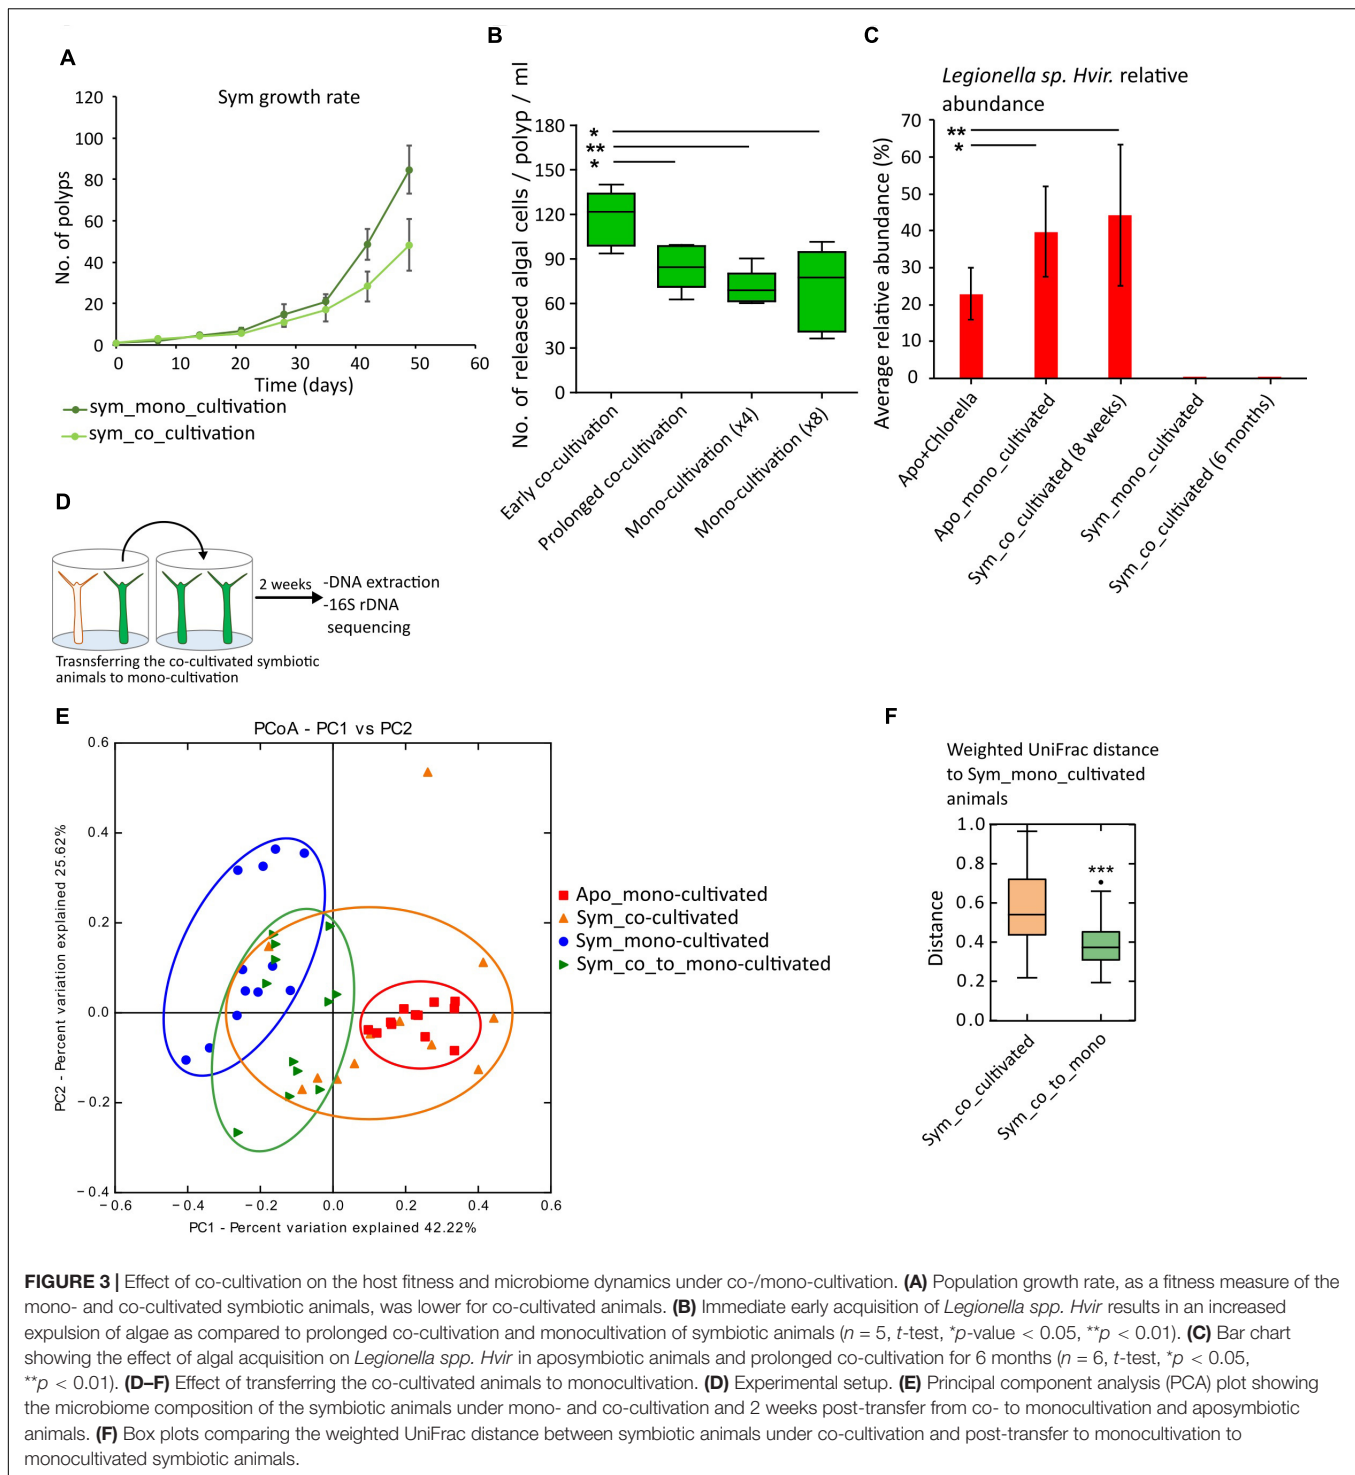 A
Sym growth rate
No. of polyps
120
100
80
60
40
20
0
0 10 20 30 40 50 60
Time (days)
sym_mono_cultivation
sym_co_cultivation
B
No. of released algal cells / polyp / ml
180
150
120
90
60
30
0
*
**
*
Early co-cultivation
Prolonged co-cultivation
Mono-cultivation (x4)
Mono-cultivation (x8)
C
Legionella sp. Hvir. relative
abundance
Average relative abundance (%)
70
60
50
40
30
20
10
0
**
*
Apo+Chlorella
Apo_mono_cultivated
Sym_co_cultivated (8 weeks)
Sym_mono_cultivated
Sym_co_cultivated (6 months)
D
2 weeks
-DNA extraction
-16S rDNA
sequencing
Trasnsferring the co-cultivated symbiotic
animals to mono-cultivation
E
PCoA - PC1 vs PC2
PC2 - Percent variation explained 25.62%
0.6
0.4
0.2
0.0
−0.2
−0.4
−0.6 −0.4 −0.2 0.0 0.2 0.4 0.6
PC1 - Percent variation explained 42.22%
Apo_mono-cultivated
Sym_co-cultivated
Sym_mono-cultivated
Sym_co_to_mono-cultivated
F
Weighted UniFrac distance
to Sym_mono_cultivated
animals
Distance
1.0
0.8
0.6
0.4
0.2
0.0
***
Sym_co_cultivated
Sym_co_to_mono
FIGURE 3 | Effect of co-cultivation on the host fitness and microbiome dynamics under co-/mono-cultivation. (A) Population growth rate, as a fitness measure of the
mono- and co-cultivated symbiotic animals, was lower for co-cultivated animals. (B) Immediate early acquisition of Legionella spp. Hvir results in an increased
expulsion of algae as compared to prolonged co-cultivation and monocultivation of symbiotic animals (n = 5, t-test, *p-value < 0.05, **p < 0.01). (C) Bar chart
showing the effect of algal acquisition on Legionella spp. Hvir in aposymbiotic animals and prolonged co-cultivation for 6 months (n = 6, t-test, *p < 0.05,
**p < 0.01). (D–F) Effect of transferring the co-cultivated animals to monocultivation. (D) Experimental setup. (E) Principal component analysis (PCA) plot showing
the microbiome composition of the symbiotic animals under mono- and co-cultivation and 2 weeks post-transfer from co- to monocultivation and aposymbiotic
animals. (F) Box plots comparing the weighted UniFrac distance between symbiotic animals under co-cultivation and post-transfer to monocultivation to
monocultivated symbiotic animals.